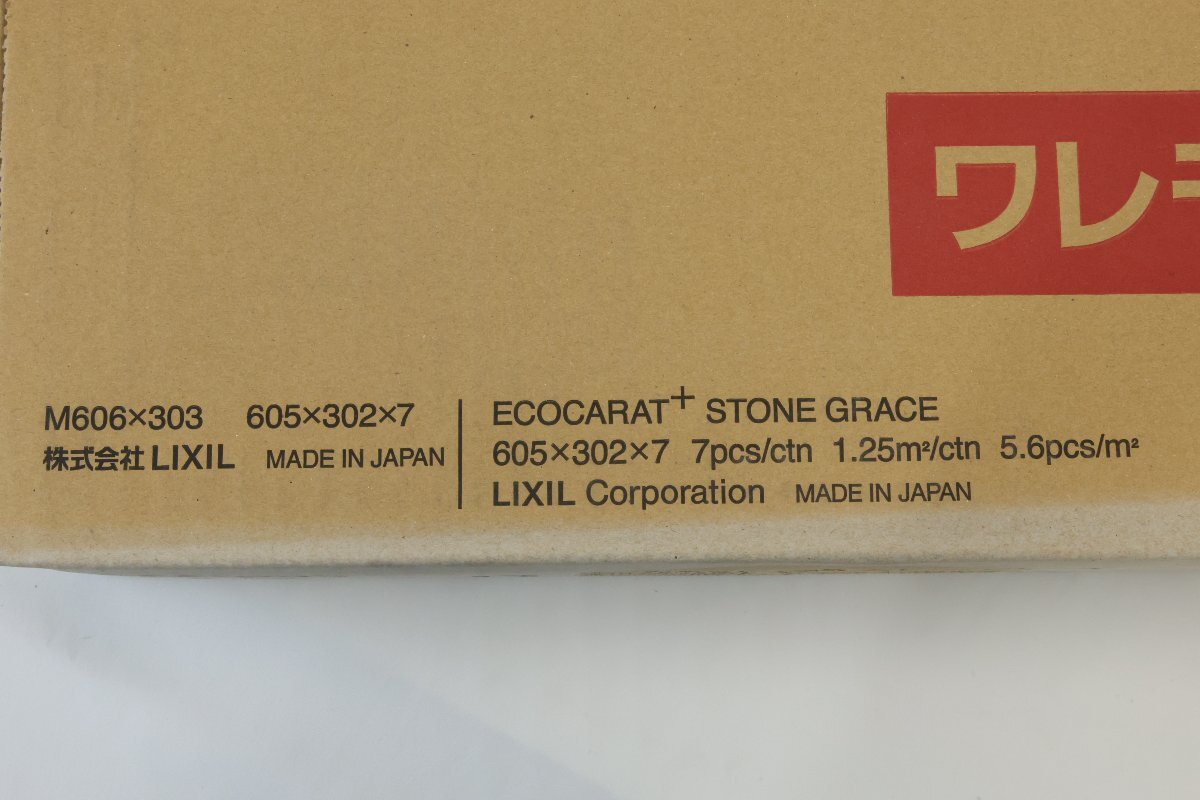 ワレモ
M606×303 605×302×7
株式会社 LIXIL MADE IN JAPAN
ECOCARAT+ STONE GRACE
605×302×7 7pcs/ctn 1.25m²/ctn 5.6pcs/m²
LIXIL Corporation MADE IN JAPAN